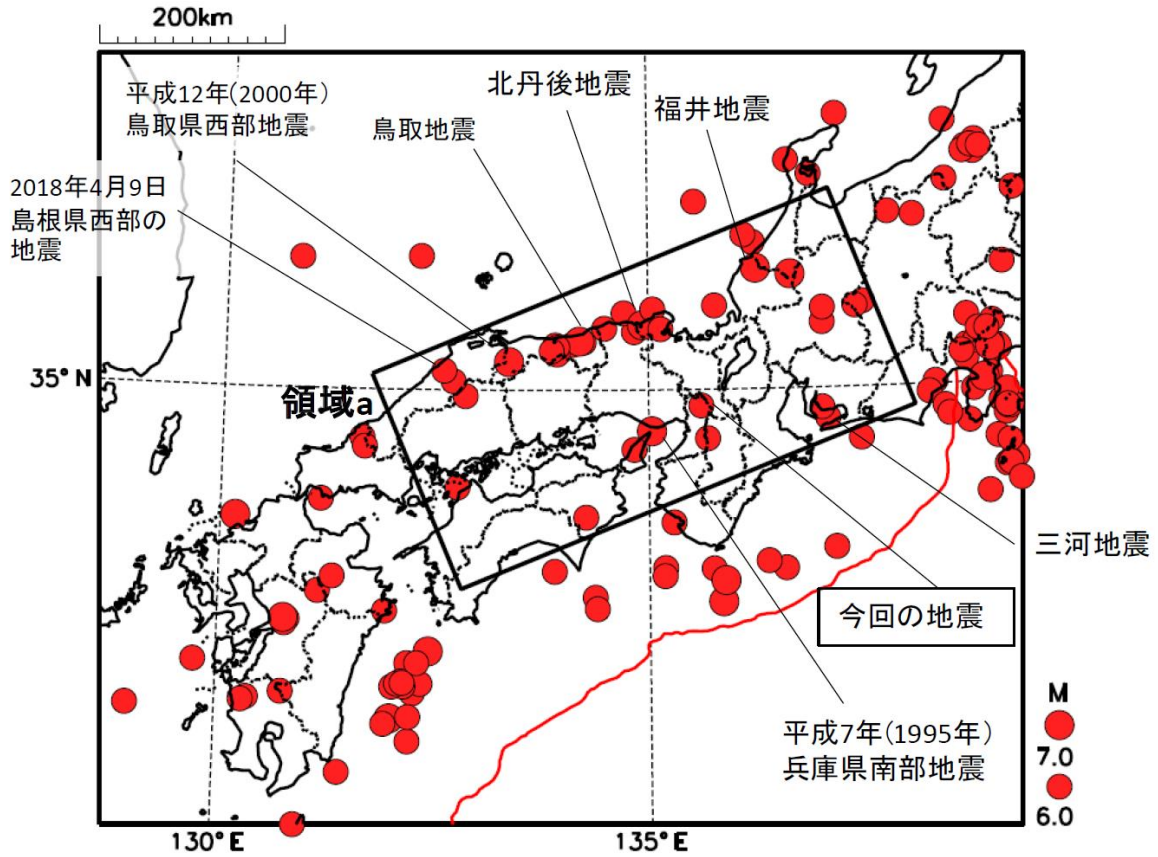 200km
平成12年(2000年)
鳥取県西部地震
北丹後地震
福井地震
鳥取地震
2018年4月9日
島根県西部の
地震
35°N
領域a
三河地震
今回の地震
平成7年(1995年)
兵庫県南部地震
M
7.0
6.0
130°E
135°E